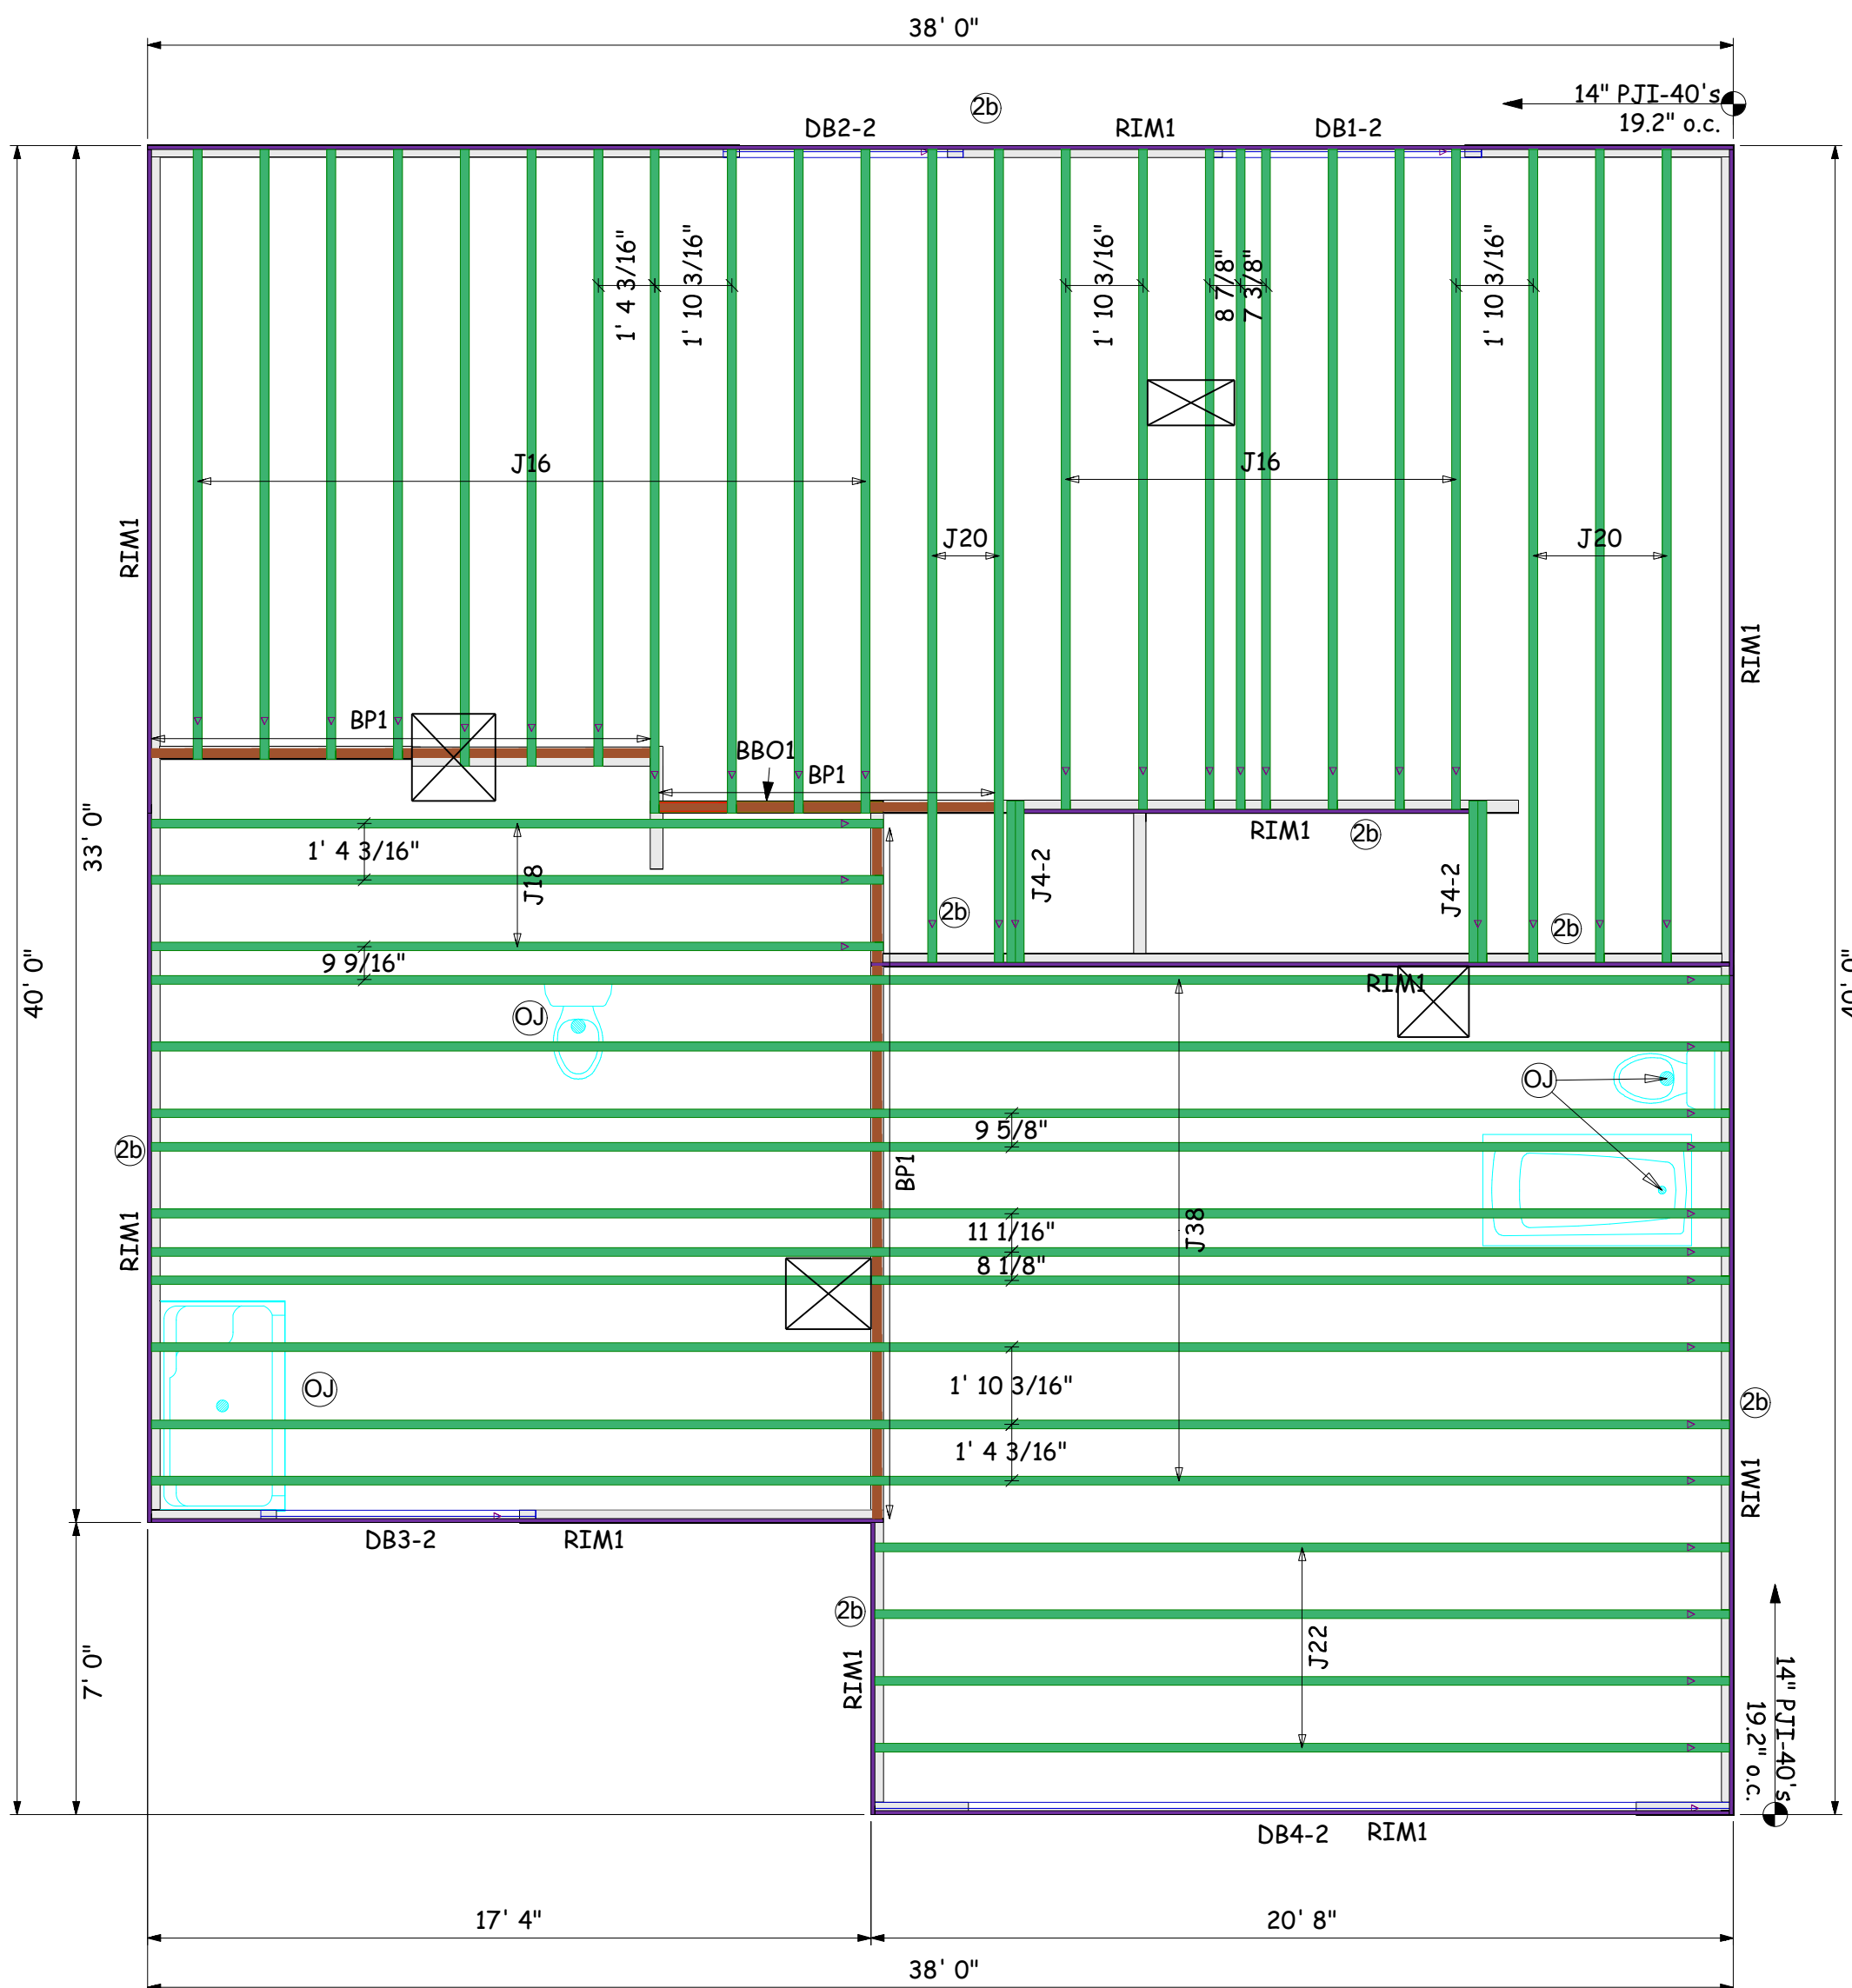 38' 0"
14" PJI-40's
19.2" o.c.
2b
DB2-2
RIM1
DB1-2
1' 4 3/16"
1' 10 3/16"
1' 10 3/16"
8 7/8"
7 3/8"
1' 10 3/16"
J16
J16
J20
J20
RIM1
RIM1
BP1
BBO1
BP1
33' 0"
40' 0"
40' 0"
1' 4 3/16"
J18
J4-2
RIM1
2b
J4-2
2b
2b
9 9/16"
RIM1
OJ
OJ
2b
9 5/8"
BP1
RIM1
11 1/16"
J38
8 1/8"
OJ
1' 10 3/16"
2b
1' 4 3/16"
RIM1
DB3-2
RIM1
2b
7' 0"
RIM1
J22
14" PJI-40's
19.2" o.c.
DB4-2
RIM1
17' 4"
20' 8"
38' 0"